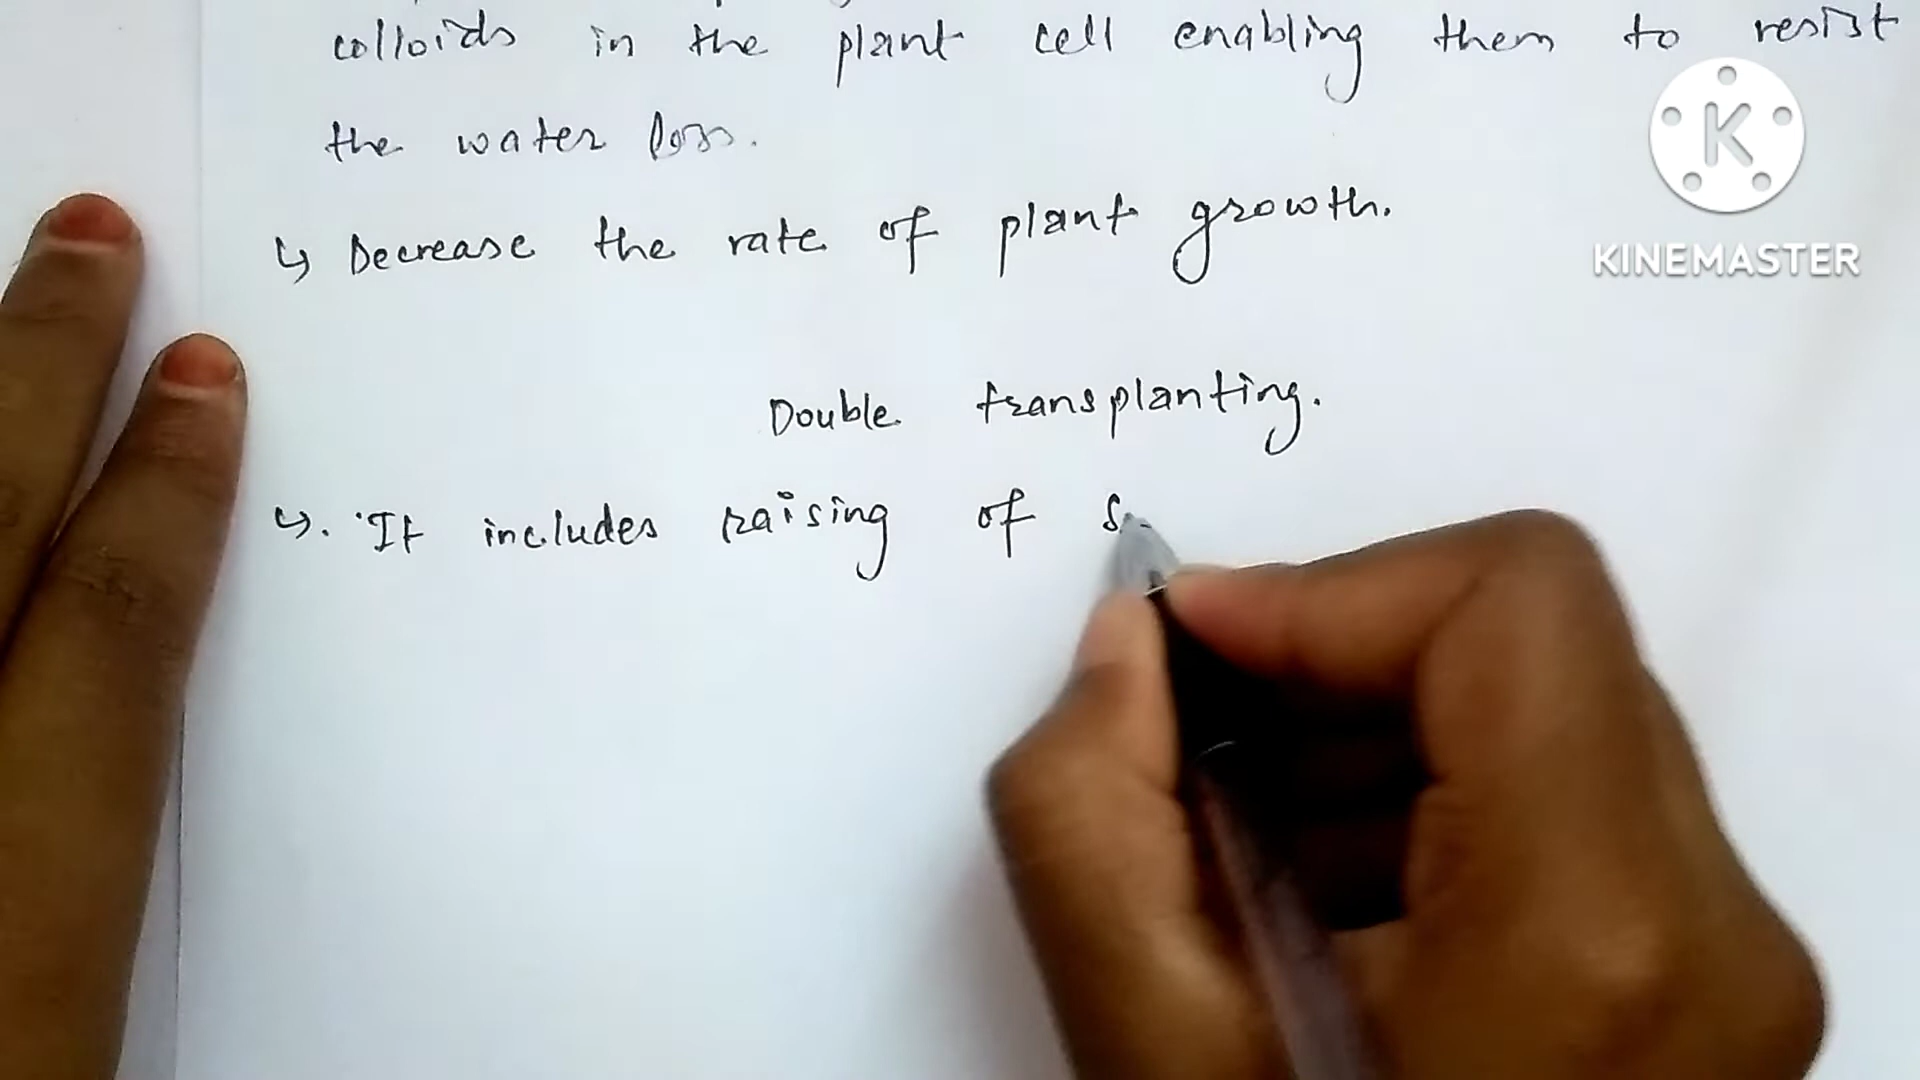 colloids in the plant cell enabling them to resist
the water loss.
K
KINEMASTER
↳ Decrease the rate of plant growth.
Double transplanting.
↳. It includes raising of s